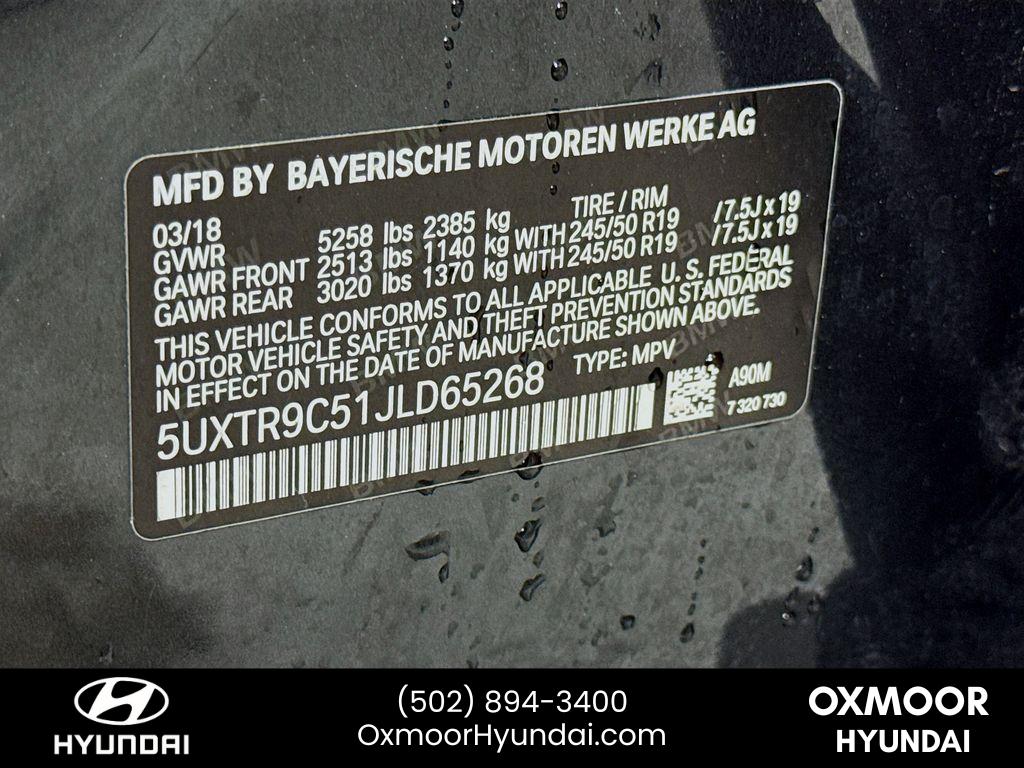 MFD BY BAYERISCHE MOTOREN WERKE AG
03/18 TIRE / RIM
GVWR 5258 lbs 2385 kg
GAWR FRONT 2513 lbs 1140 kg WITH 245/50 R19 /7.5J x 19
GAWR REAR 3020 lbs 1370 kg WITH 245/50 R19 /7.5J x 19
THIS VEHICLE CONFORMS TO ALL APPLICABLE U. S. FEDERAL
MOTOR VEHICLE SAFETY AND THEFT PREVENTION STANDARDS
IN EFFECT ON THE DATE OF MANUFACTURE SHOWN ABOVE.
5UXTR9C51JLD65268 TYPE: MPV
A90M
7 320 730
HYUNDAI
(502) 894-3400
OxmoorHyundai.com
OXMOOR
HYUNDAI